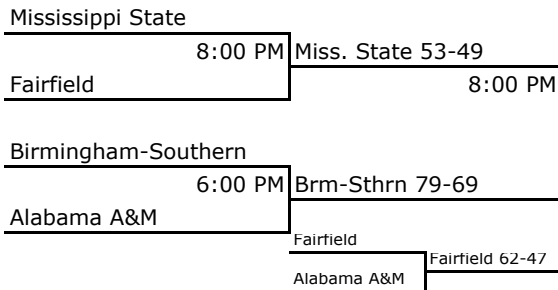 Mississippi State
8:00 PM Miss. State 53-49
Fairfield 8:00 PM
Birmingham-Southern
6:00 PM Brm-Sthrn 79-69
Alabama A&M
Fairfield
Fairfield 62-47
Alabama A&M